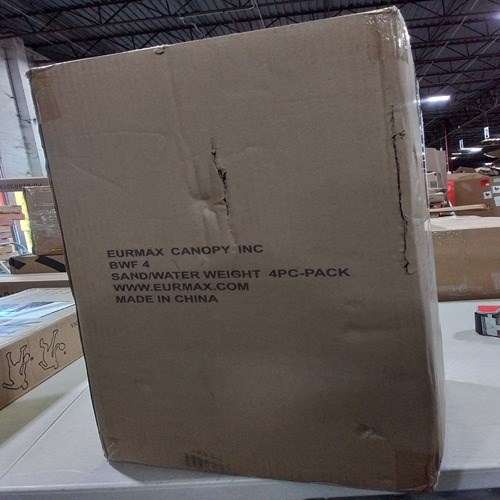 EURMAX CANOPY INC
BWF 4
SAND/WATER WEIGHT 4PC-PACK
WWW.EURMAX.COM
MADE IN CHINA